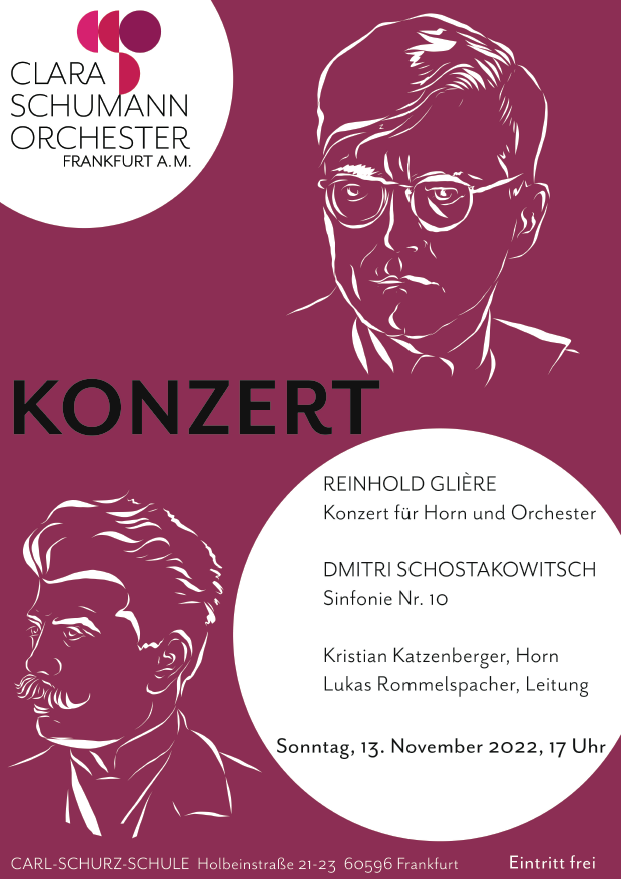 CLARA
SCHUMANN
ORCHESTER
FRANKFURT A.M.
KONZERT
REINHOLD GLIÈRE
Konzert für Horn und Orchester
DMITRI SCHOSTAKOWITSCH
Sinfonie Nr. 10
Kristian Katzenberger, Horn
Lukas Rommelspacher, Leitung
Sonntag, 13. November 2022, 17 Uhr
CARL-SCHURZ-SCHULE Holbeinstraße 21-23 60596 Frankfurt Eintritt frei